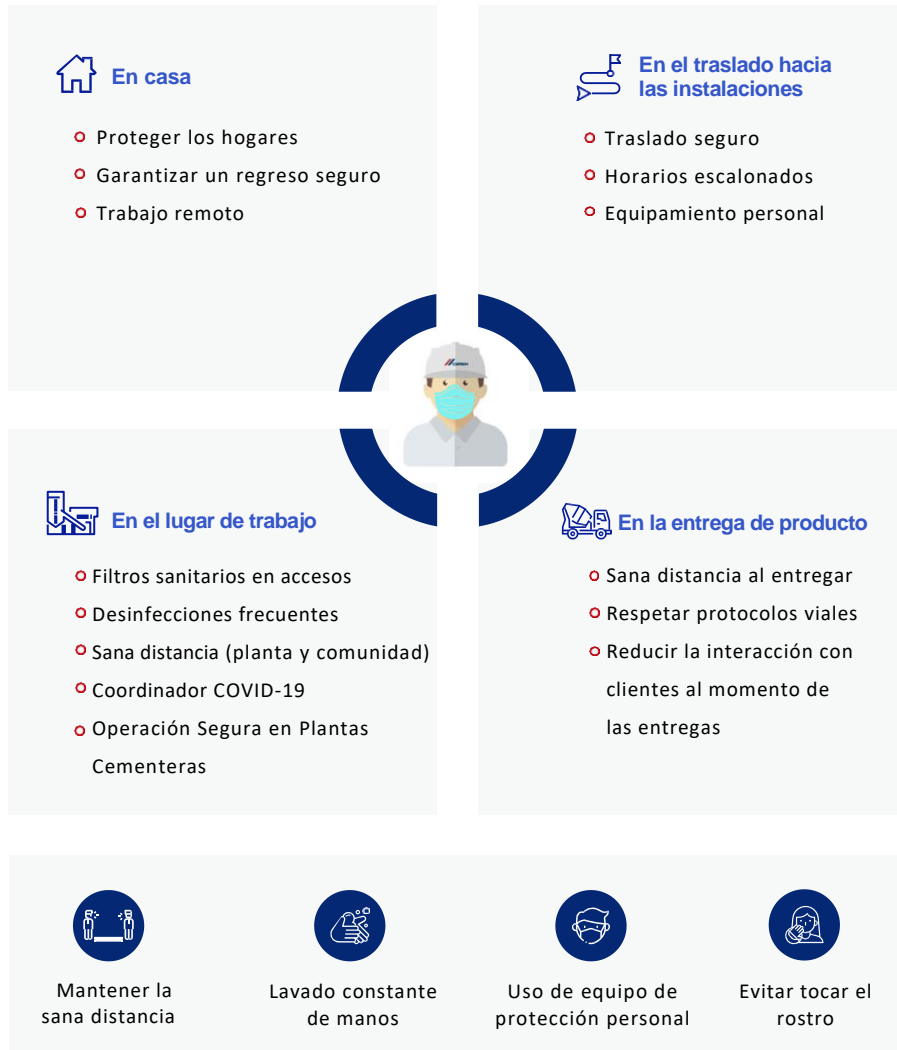 En casa
Proteger los hogares
Garantizar un regreso seguro
Trabajo remoto
En el traslado hacia
las instalaciones
Traslado seguro
Horarios escalonados
Equipamiento personal
En el lugar de trabajo
Filtros sanitarios en accesos
Desinfecciones frecuentes
Sana distancia (planta y comunidad)
Coordinador COVID-19
Operación Segura en Plantas
Cementeras
En la entrega de producto
Sana distancia al entregar
Respetar protocolos viales
Reducir la interacción con
clientes al momento de
las entregas
Mantener la
sana distancia
Lavado constante
de manos
Uso de equipo de
protección personal
Evitar tocar el
rostro